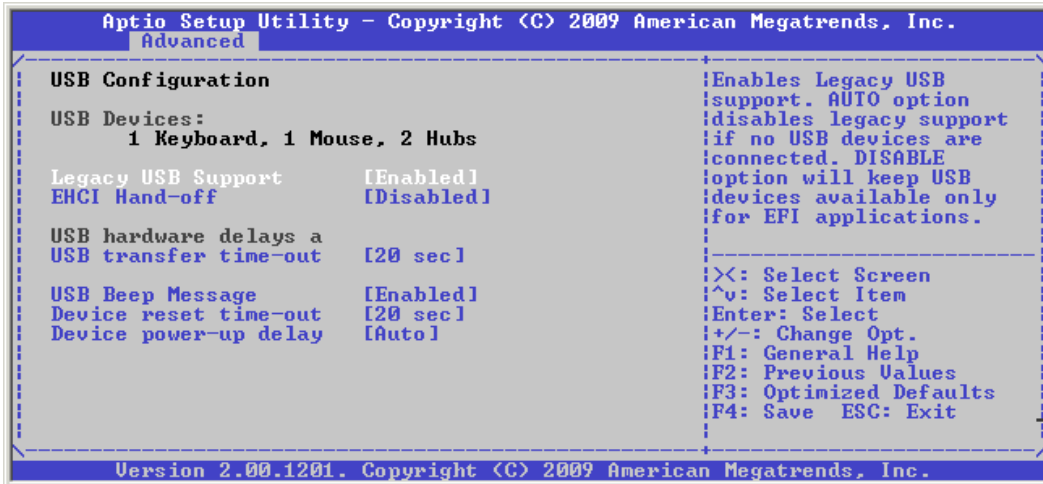 Aptio Setup Utility - Copyright (C) 2009 American Megatrends, Inc.
Advanced
USB Configuration
USB Devices:
1 Keyboard, 1 Mouse, 2 Hubs
Legacy USB Support [Enabled]
EHCI Hand-off [Disabled]
USB hardware delays a
USB transfer time-out [20 sec]
USB Beep Message [Enabled]
Device reset time-out [20 sec]
Device power-up delay [Auto]
Enables Legacy USB
support. AUTO option
disables legacy support
if no USB devices are
connected. DISABLE
option will keep USB
devices available only
for EFI applications.
><: Select Screen
^v: Select Item
Enter: Select
+/-: Change Opt.
F1: General Help
F2: Previous Values
F3: Optimized Defaults
F4: Save ESC: Exit
Version 2.00.1201. Copyright (C) 2009 American Megatrends, Inc.